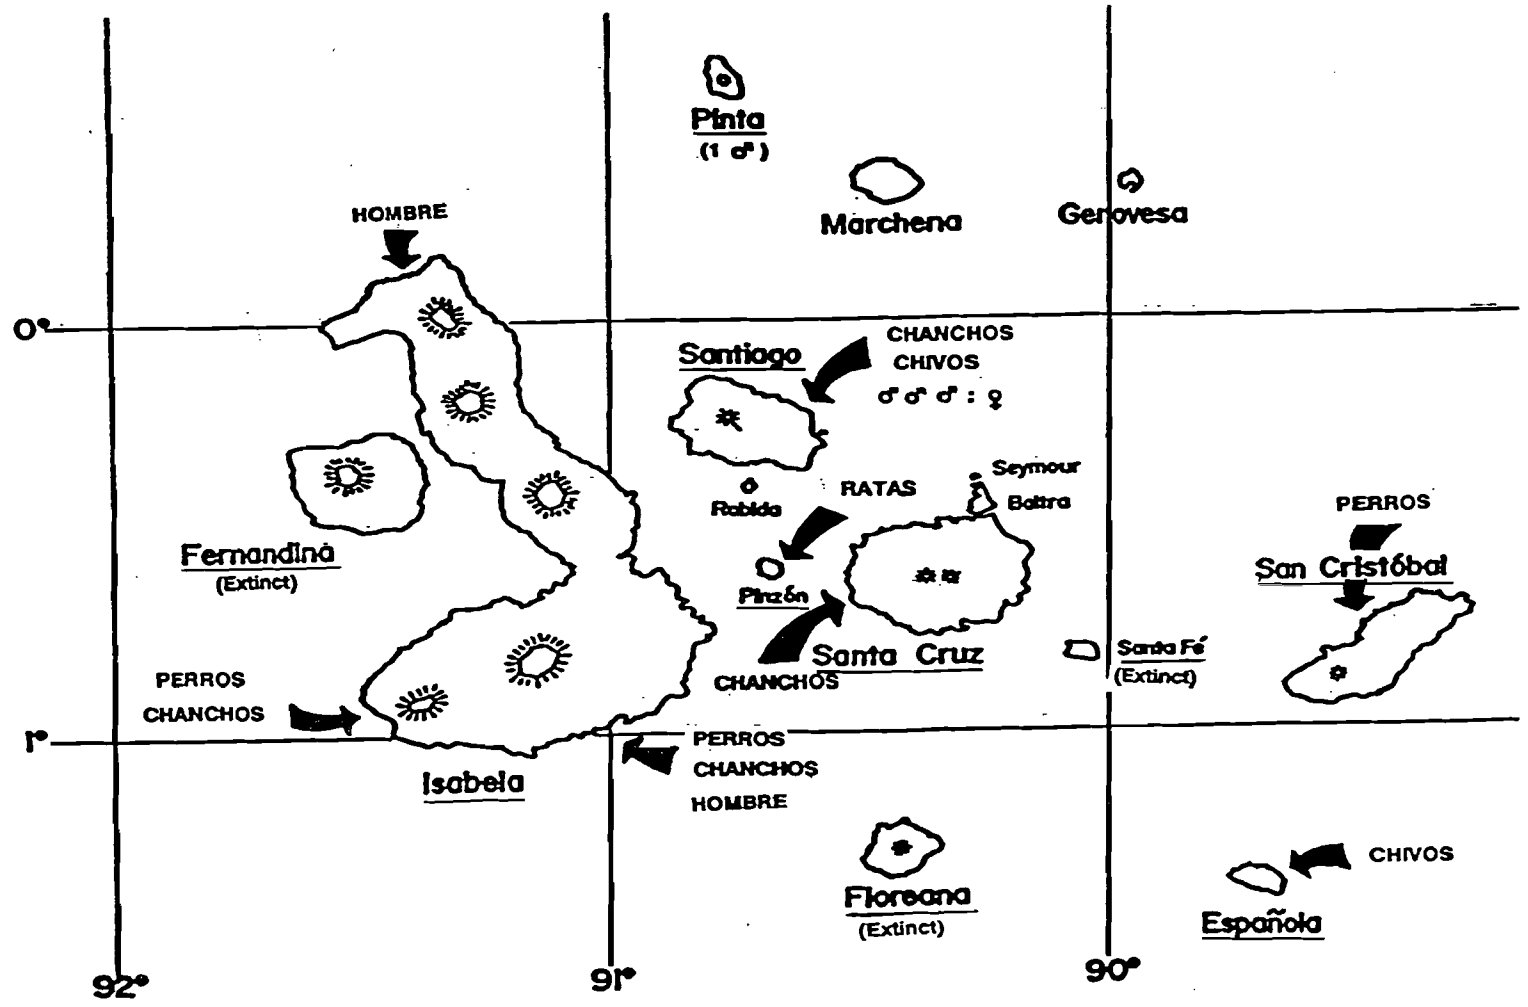 Pinta
(1 ♂)
Marchena
Genovesa
HOMBRE
0°
Santiago
CHANCHOS
CHIVOS
♂ ♂ ♂ : ♀
Seymour
Baltra
Rabida
RATAS
PERROS
Fernandina
(Extinct)
Pinzón
San Cristóbal
Santa Cruz
Santa Fé
(Extinct)
CHANCHOS
PERROS
CHANCHOS
1°
PERROS
CHANCHOS
HOMBRE
Isabela
Floreana
(Extinct)
CHIVOS
Española
92°
91°
90°